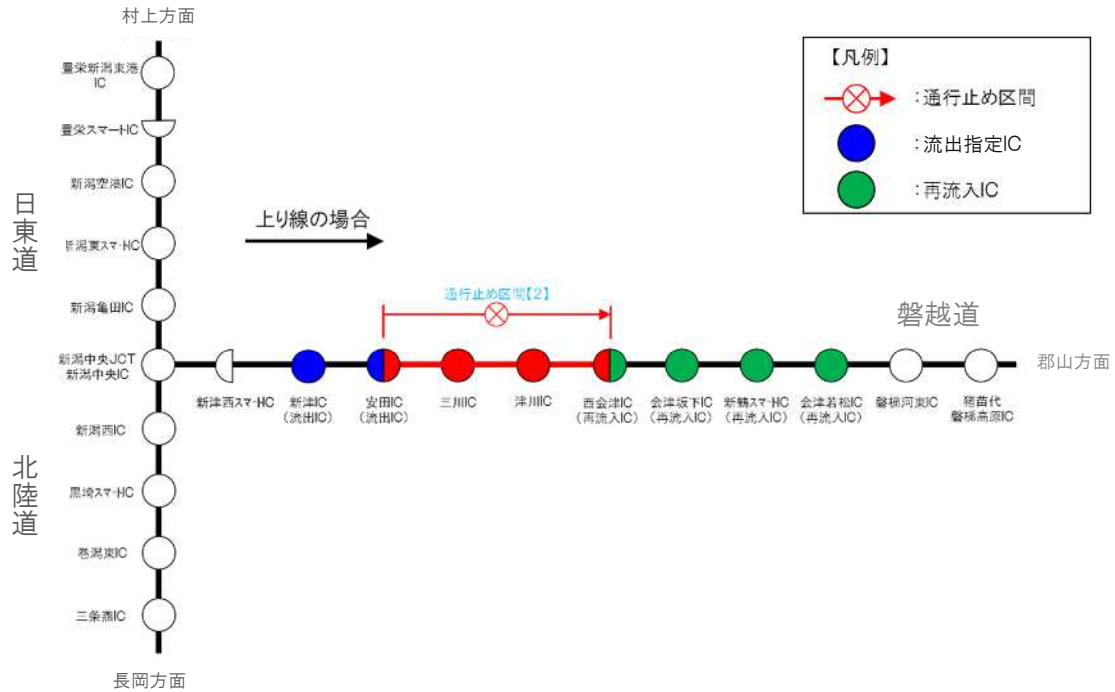 村上方面
豊栄新潟東港
IC
豊栄スマートIC
新潟空港IC
新潟東スマートIC
新潟亀田IC
新潟中央JCT
新潟中央IC
新潟西IC
黒埼スマートIC
巻潟東IC
三条燕IC
長岡方面
日東道
北陸道
上り線の場合
通行止め区間【2】
磐越道
郡山方面
新津西スマートIC
新津IC
(流出IC)
安田IC
(流出IC)
三川IC
津川IC
西会津IC
(再流入IC)
会津坂下IC
(再流入IC)
新鶴スマートIC
(再流入IC)
会津若松IC
(再流入IC)
磐梯河東IC
猪苗代
磐梯高原IC
【凡例】
:通行止め区間
:流出指定IC
:再流入IC